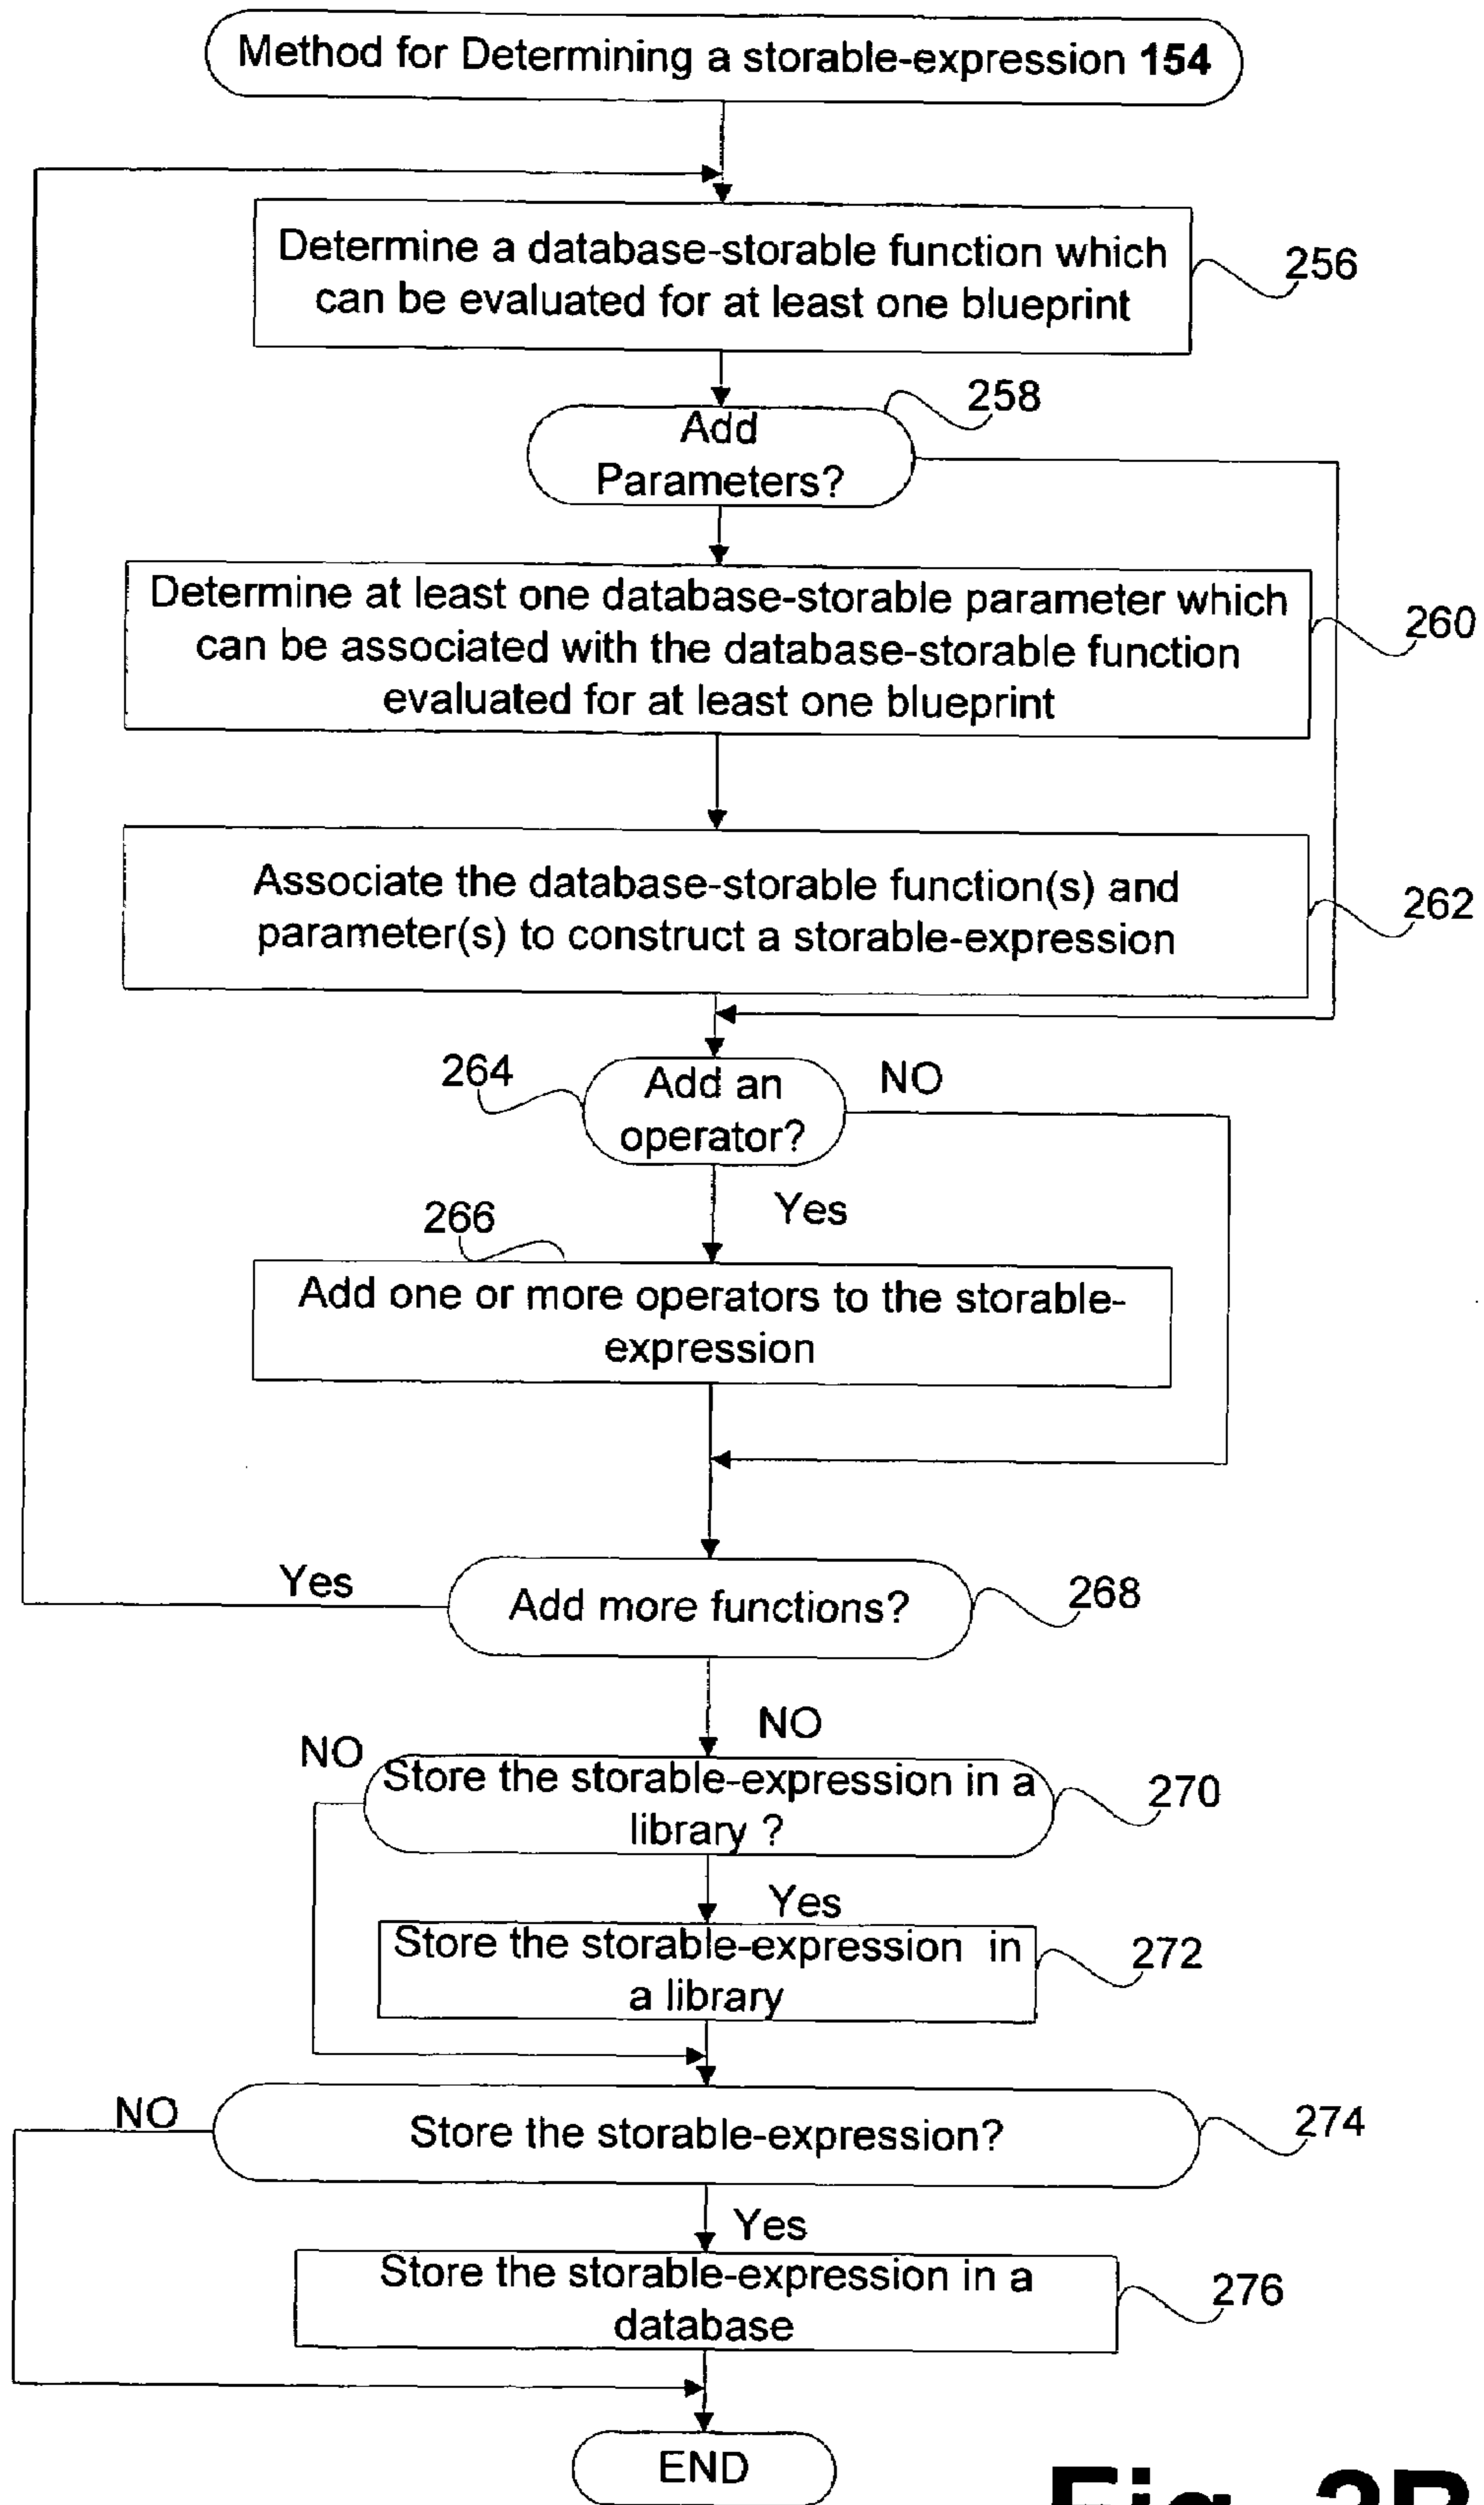 Method for Determining a storable-expression 154
Determine a database-storable function which
can be evaluated for at least one blueprint
256
258
Add
Parameters?
Determine at least one database-storable parameter which
can be associated with the database-storable function
evaluated for at least one blueprint
260
Associate the database-storable function(s) and
parameter(s) to construct a storable-expression
262
264
Add an
operator?
NO
Yes
266
Add one or more operators to the storable-
expression
Yes
Add more functions?
268
NO
NO
Store the storable-expression in a
library ?
270
Yes
Store the storable-expression in
a library
272
NO
Store the storable-expression?
274
Yes
Store the storable-expression in a
database
276
END